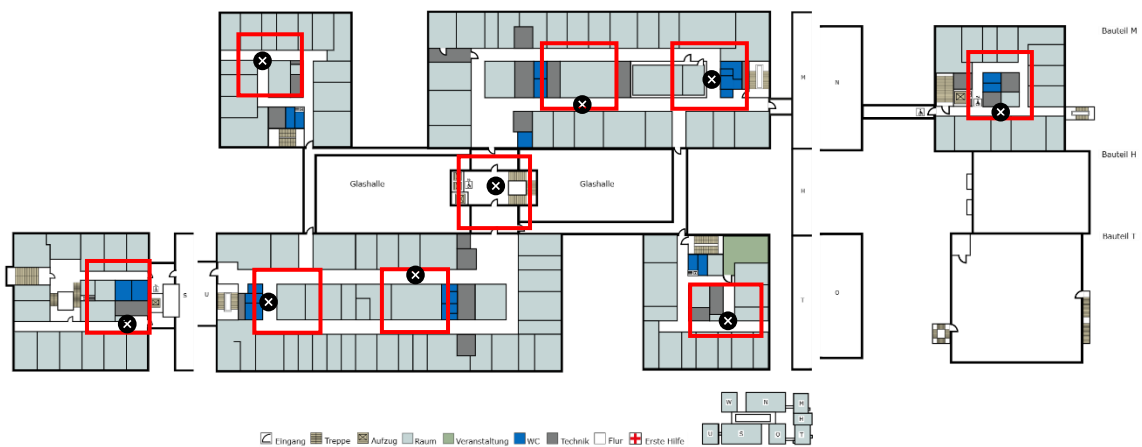 Bauteil M
M
N
Bauteil H
Glashalle
Glashalle
H
Bauteil T
S
U
T
O
W
N
M
H
U
S
Q
T
Eingang
Treppe
Aufzug
Raum
Veranstaltung
WC
Technik
Flur
Erste Hilfe